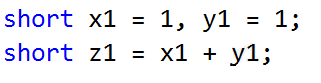 short x1 = 1, y1 = 1;
short z1 = x1 + y1;